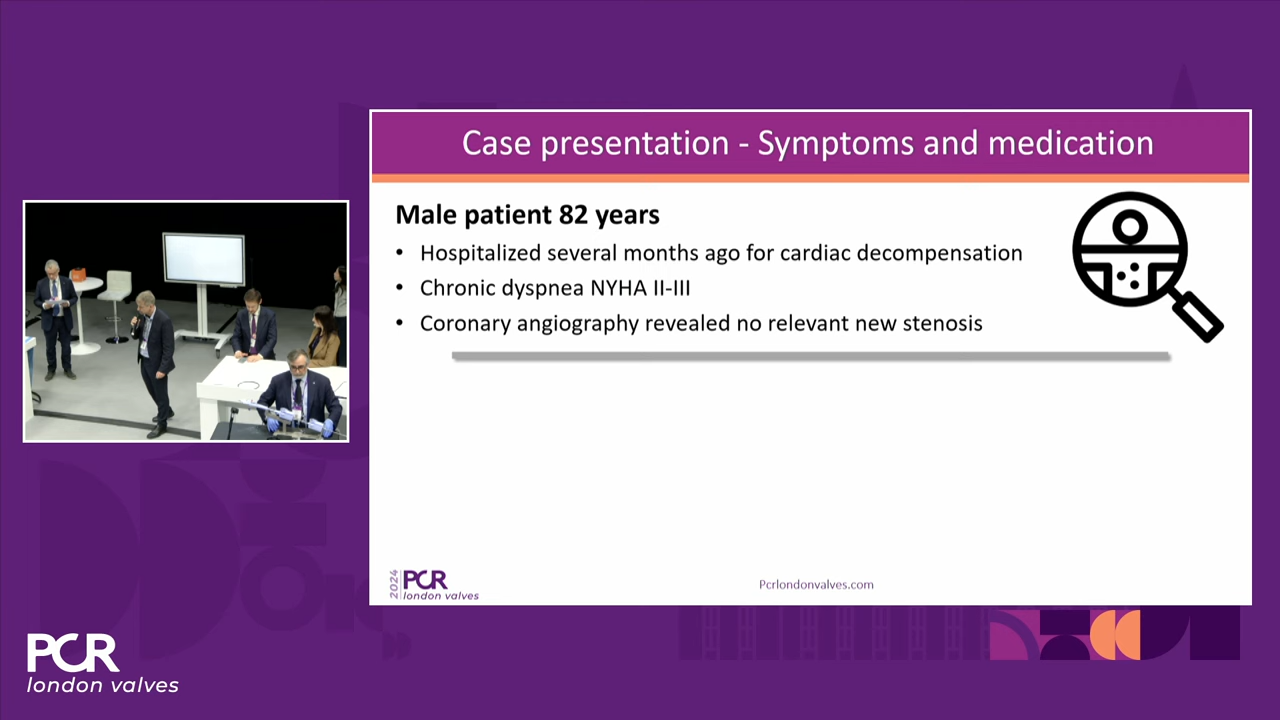 Case presentation - Symptoms and medication
Male patient 82 years
• Hospitalized several months ago for cardiac decompensation
• Chronic dyspnea NYHA II-III
• Coronary angiography revealed no relevant new stenosis
2024
PCR
london valves
Pcrlondonvalves.com
PCR
london valves